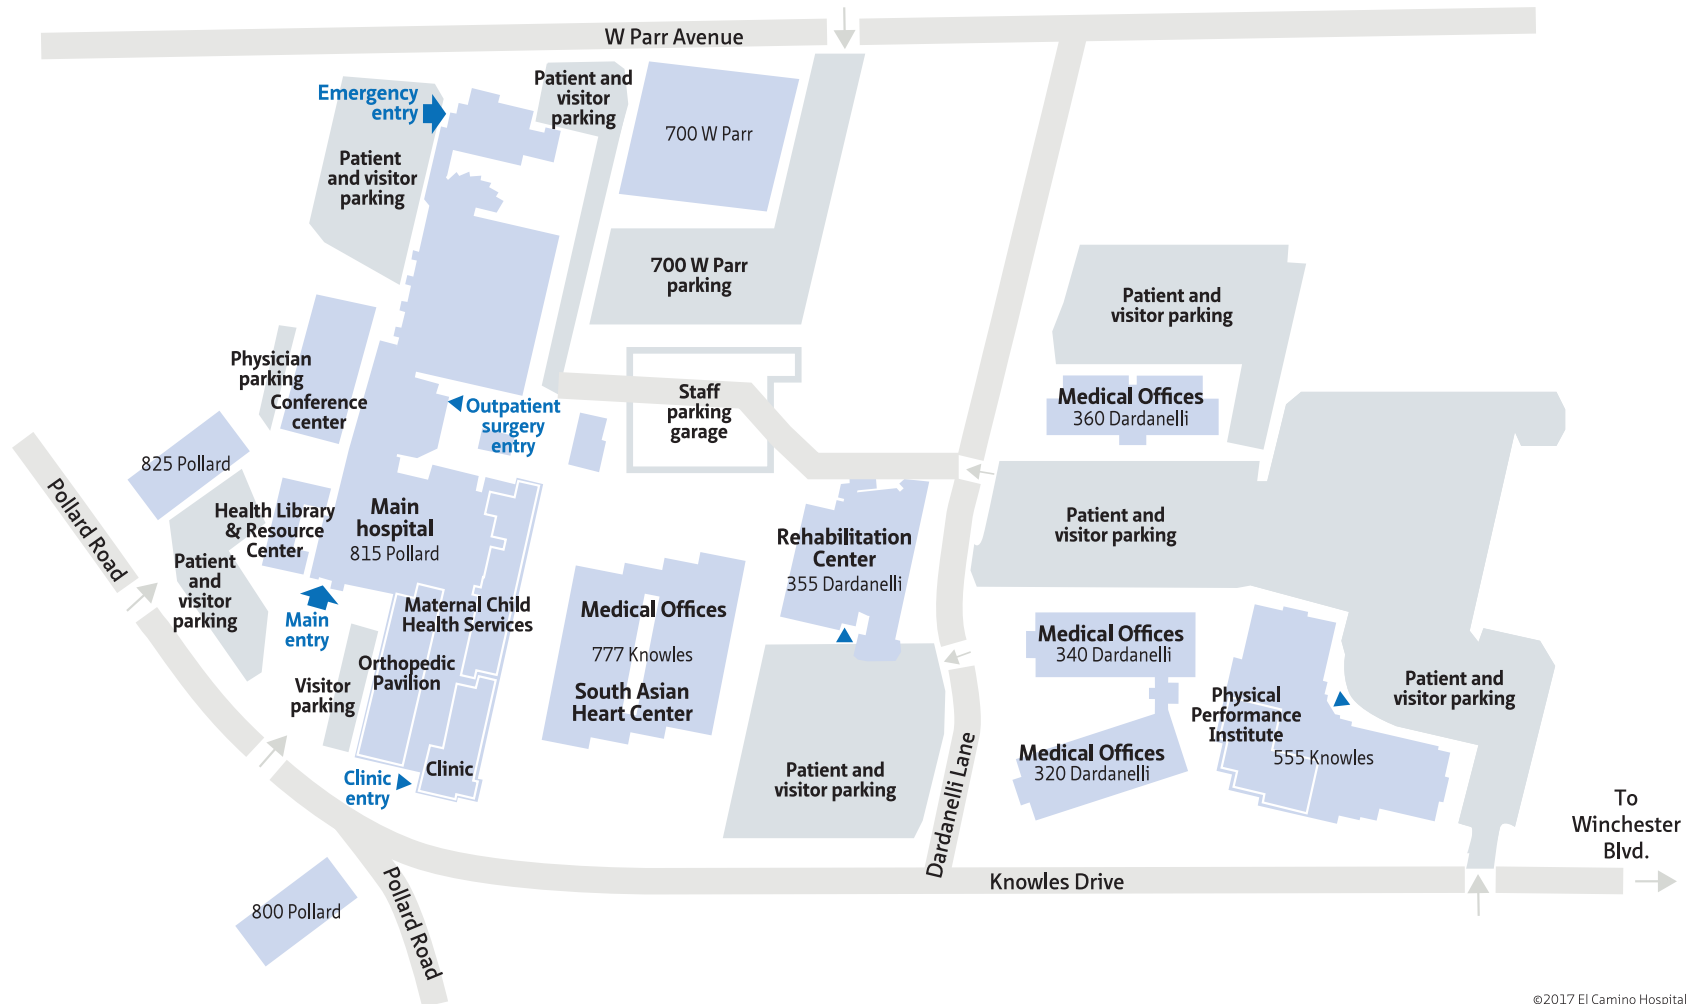 W Parr Avenue
Emergency
entry
Patient and
visitor
parking
700 W Parr
Patient
and visitor
parking
700 W Parr
parking
Patient and
visitor parking
Physician
parking
Conference
center
Outpatient
surgery
entry
Staff
parking
garage
Medical Offices
360 Dardanelli
825 Pollard
Pollard Road
Health Library
& Resource
Center
Main
hospital
815 Pollard
Patient
and
visitor
parking
Main
entry
Rehabilitation
Center
355 Dardanelli
Patient and
visitor parking
Maternal Child
Health Services
Medical Offices
777 Knowles
South Asian
Heart Center
Orthopedic
Pavilion
Visitor
parking
Medical Offices
340 Dardanelli
Physical
Performance
Institute
555 Knowles
Patient and
visitor parking
Medical Offices
320 Dardanelli
Clinic
Clinic
entry
Patient and
visitor parking
Dardanelli Lane
To
Winchester
Blvd.
Knowles Drive
Pollard Road
800 Pollard
©2017 El Camino Hospital